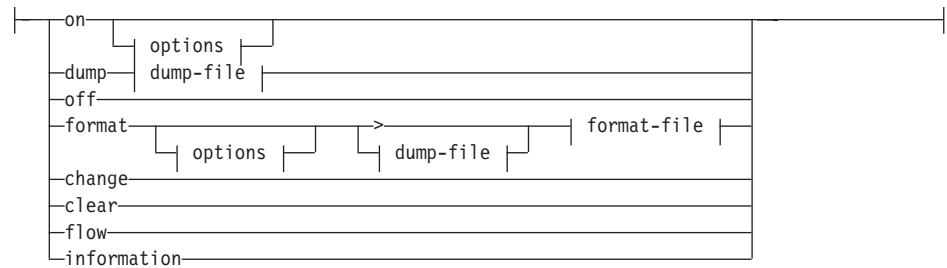 on
options
dump dump-file
off
format > format-file
options dump-file
change
clear
flow
information